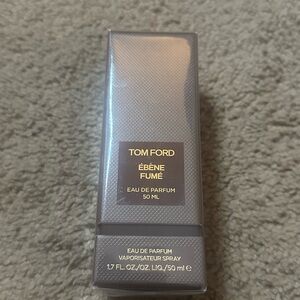 TOM FORD
ÉBÈNE
FUMÉ
EAU DE PARFUM
50 ML
EAU DE PARFUM
VAPORISATEUR SPRAY
1.7 FL.OZ./OZ. LIQ./50 ml ℮